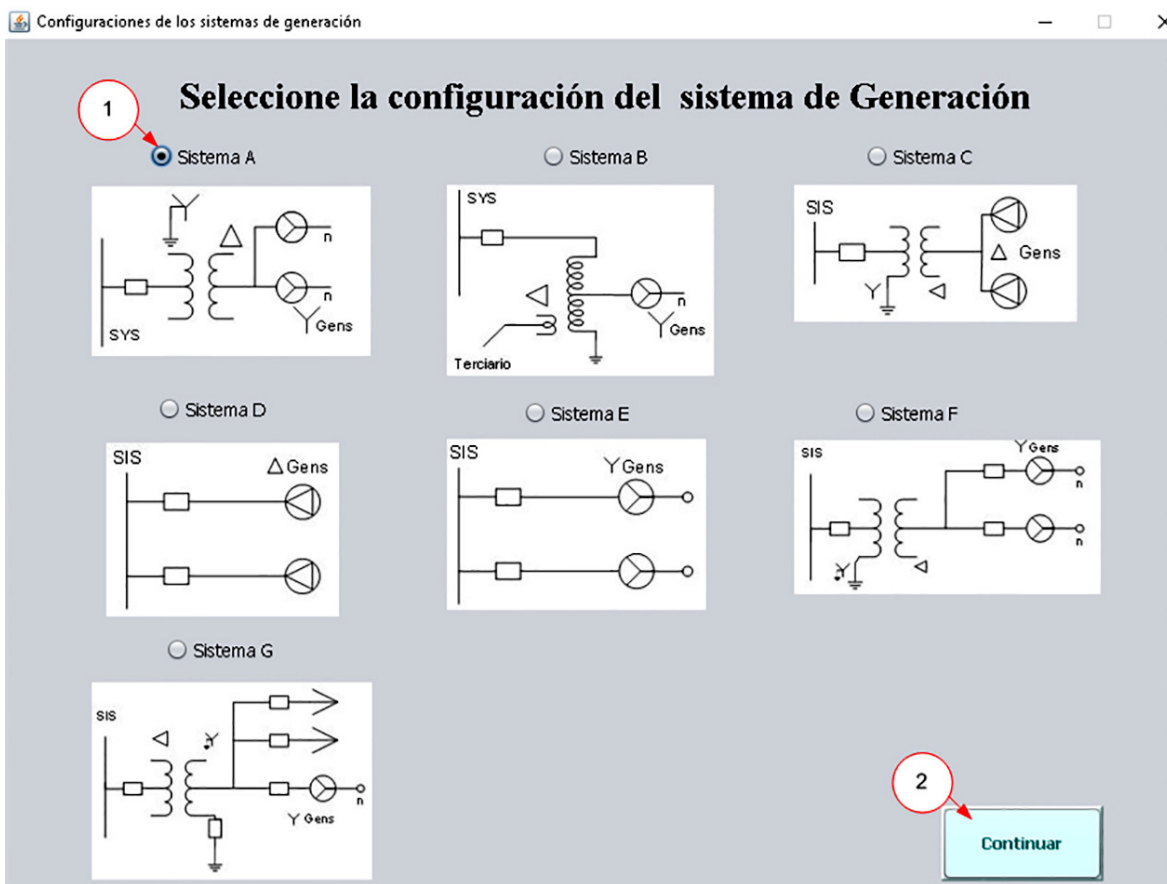 Configuraciones de los sistemas de generación
Seleccione la configuración del sistema de Generación
1
Sistema A
Sistema B
Sistema C
SYS
n
n
Gens
SYS
n
Gens
Terciario
SIS
Gens
Sistema D
Sistema E
Sistema F
SIS
Gens
SIS
Gens
SIS
Gens
n
n
Sistema G
SIS
n
Gens
2
Continuar